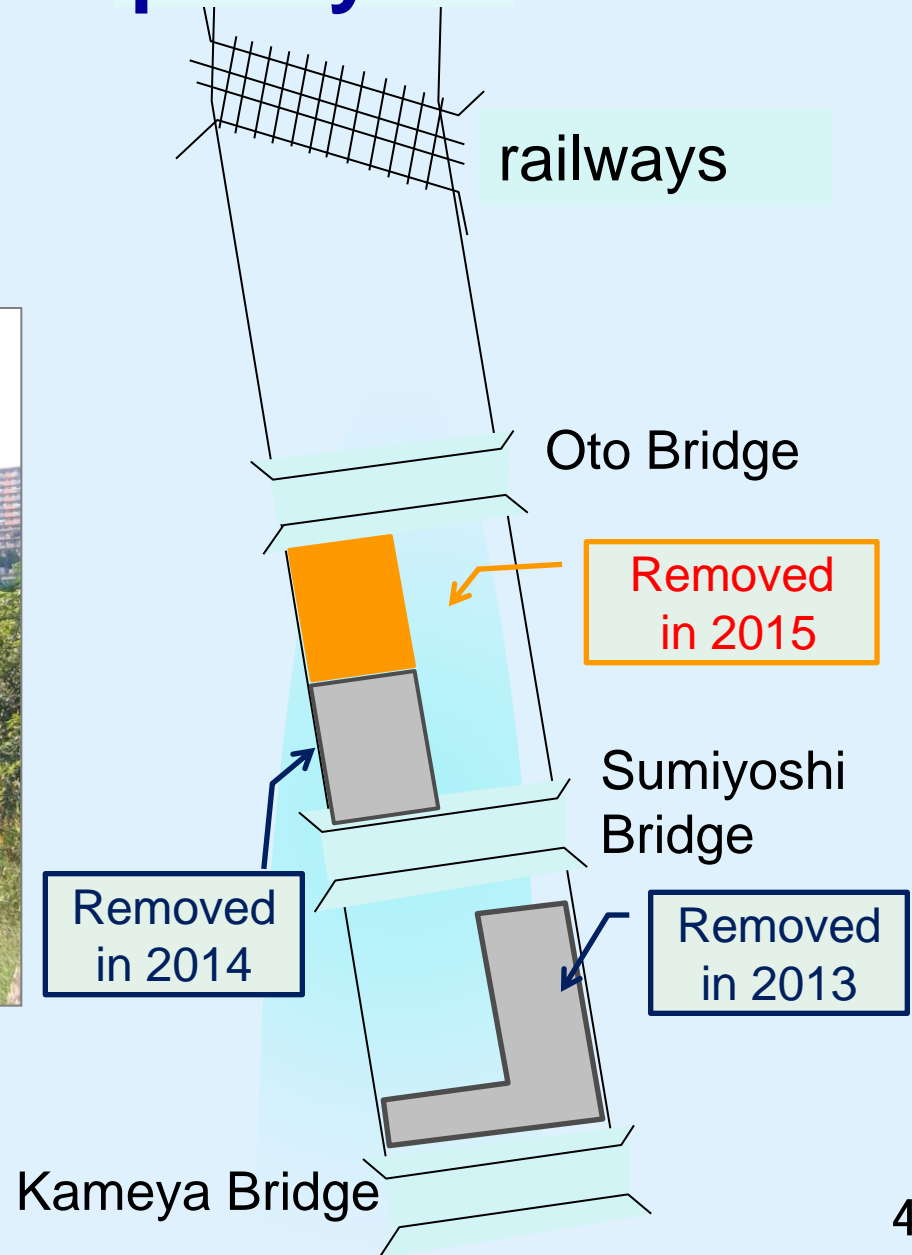 railways
Oto Bridge
Removed
in 2015
Sumiyoshi
Bridge
Removed
in 2014
Removed
in 2013
Kameya Bridge
4